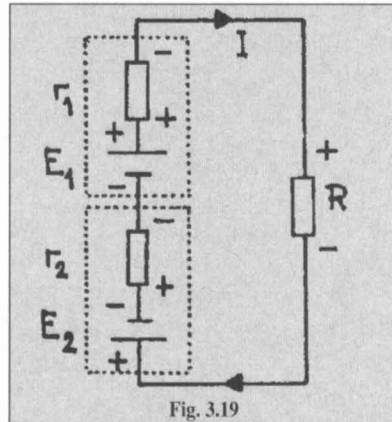 - I
r₁
+ +
E₁
- +
R
- -
r₂
- +
E₂
+
Fig. 3.19